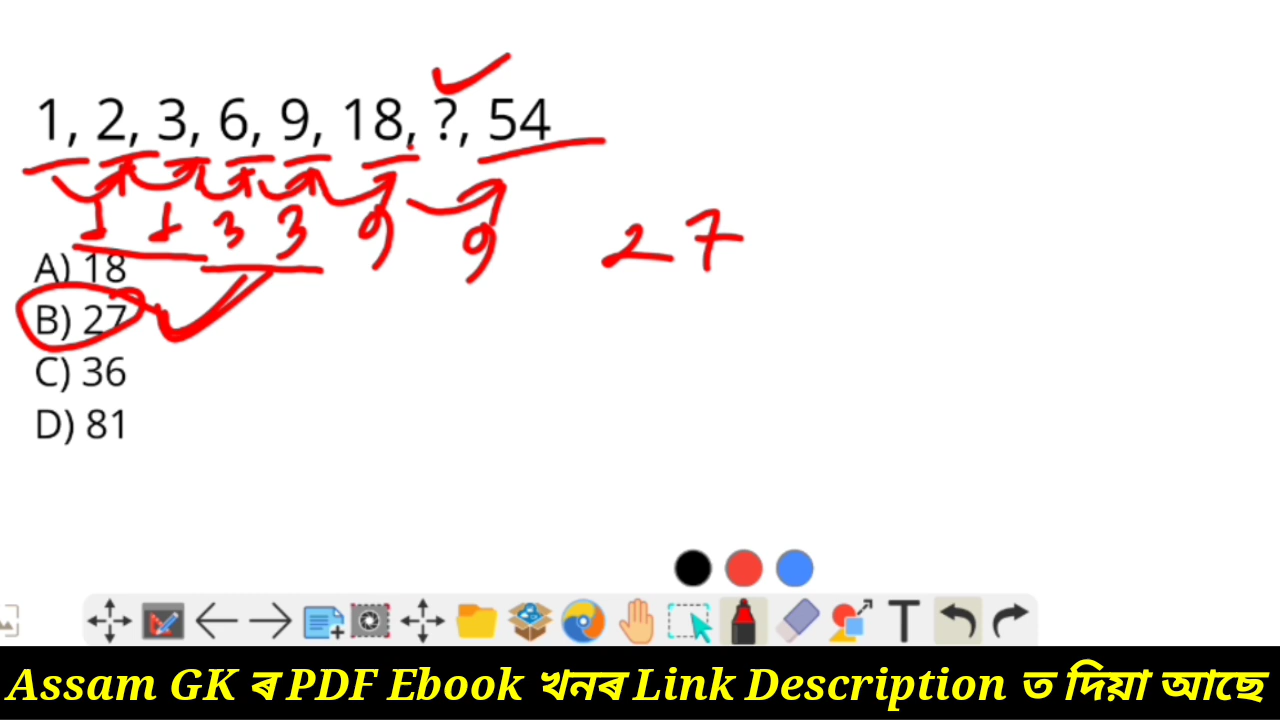 1, 2, 3, 6, 9, 18, ?, 54
1 1 3 3 9 9 27
A) 18
B) 27
C) 36
D) 81
T
Assam GK ৰ PDF Ebook খনৰ Link Description ত দিয়া আছে